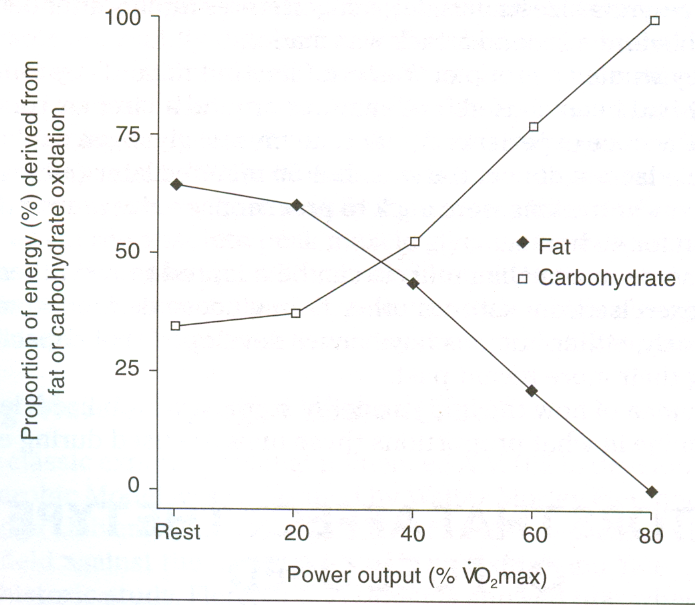 100
75
50
25
0
Proportion of energy (%) derived from
fat or carbohydrate oxidation
Fat
Carbohydrate
Rest 20 40 60 80
Power output (% V̇O₂max)